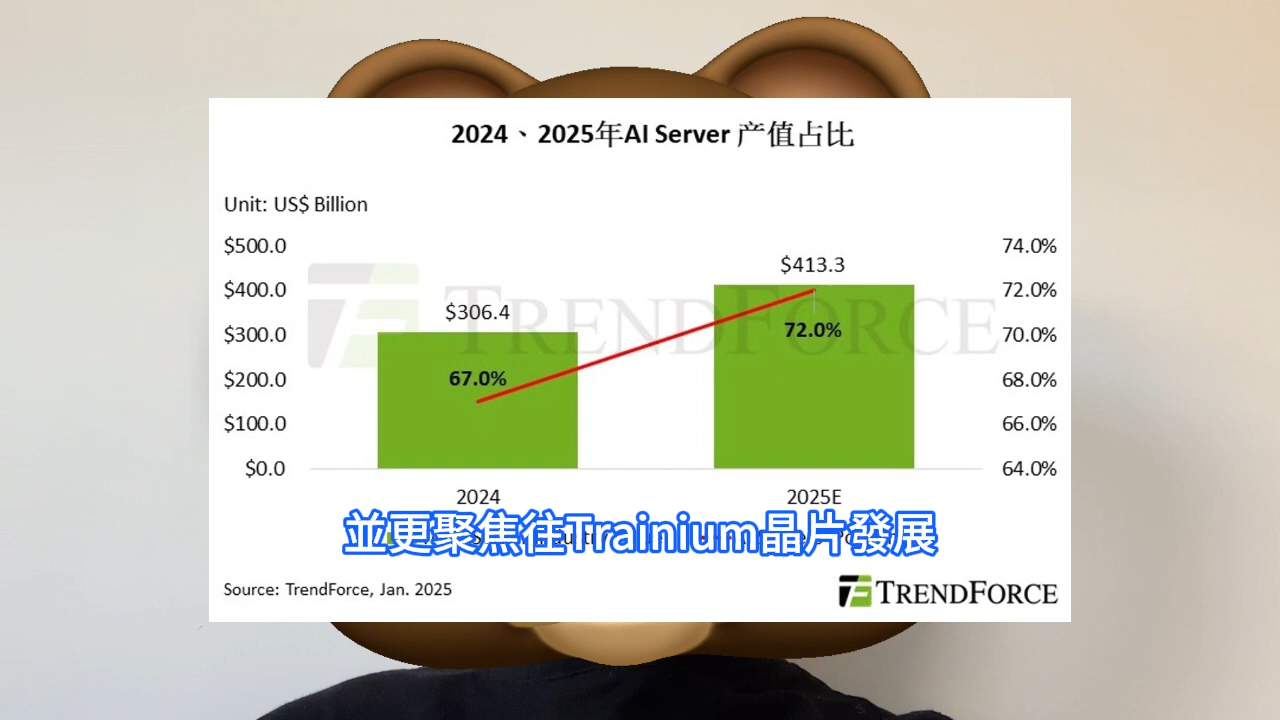 2024、2025年AI Server 产值占比
Unit: US$ Billion
$500.0
$400.0
$300.0
$200.0
$100.0
$0.0
74.0%
72.0%
70.0%
68.0%
66.0%
64.0%
$306.4
$413.3
67.0%
72.0%
TRENDFORCE
2024
2025E
並更聚焦往Trainium晶片發展
Source: TrendForce, Jan. 2025
TRENDFORCE